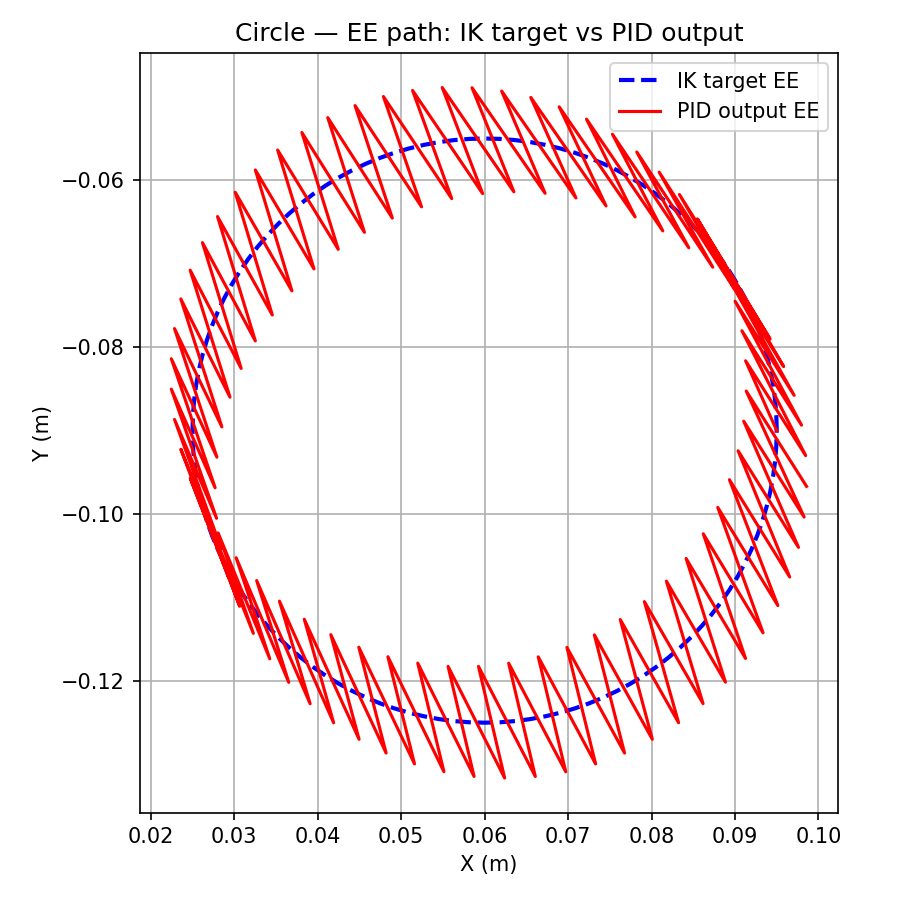 Circle — EE path: IK target vs PID output
IK target EE
PID output EE
−0.06
−0.08
−0.10
−0.12
Y (m)
0.02 0.03 0.04 0.05 0.06 0.07 0.08 0.09 0.10
X (m)